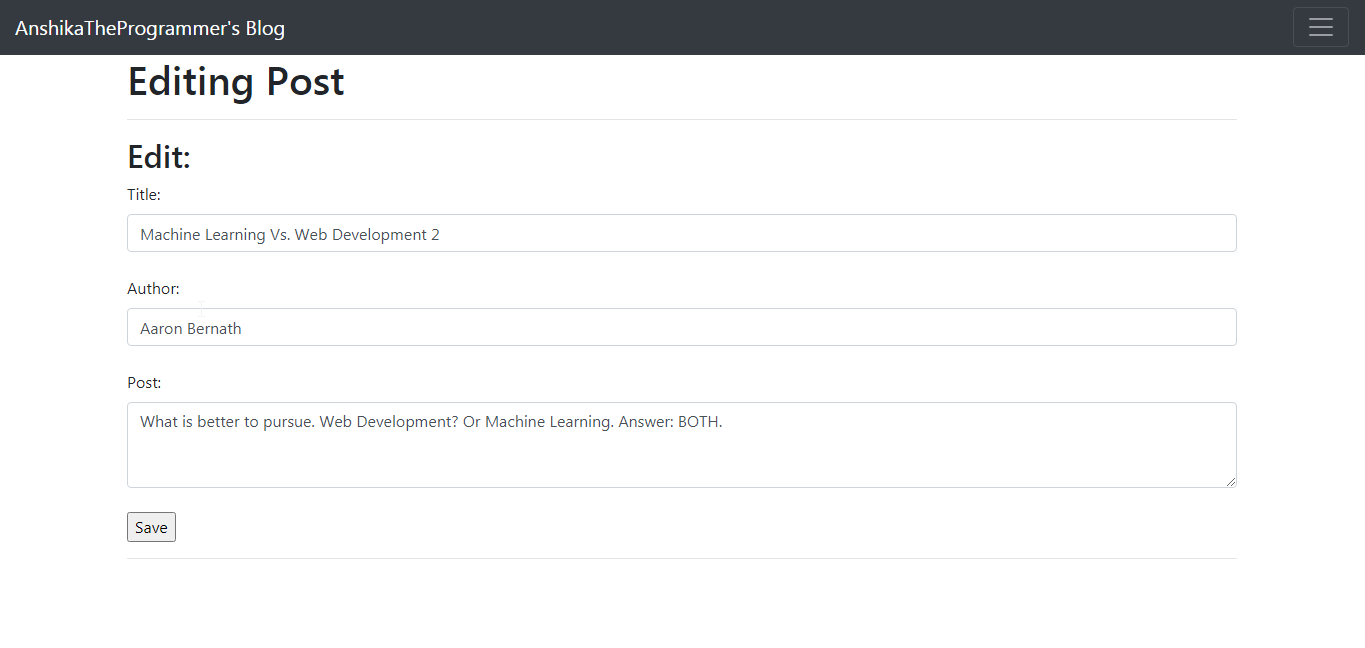 AnshikaTheProgrammer's Blog
Editing Post
Edit:
Title:
Machine Learning Vs. Web Development 2
Author:
Aaron Bernath
Post:
What is better to pursue. Web Development? Or Machine Learning. Answer: BOTH.
Save